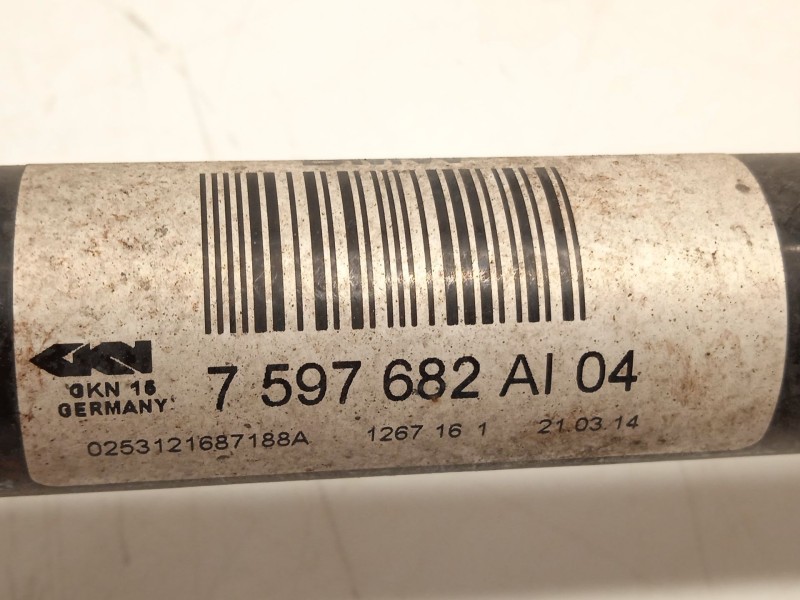 GKN
GKN 16
GERMANY
7 597 682 AI 04
0253121687188A 1267 16 1 21.03.14